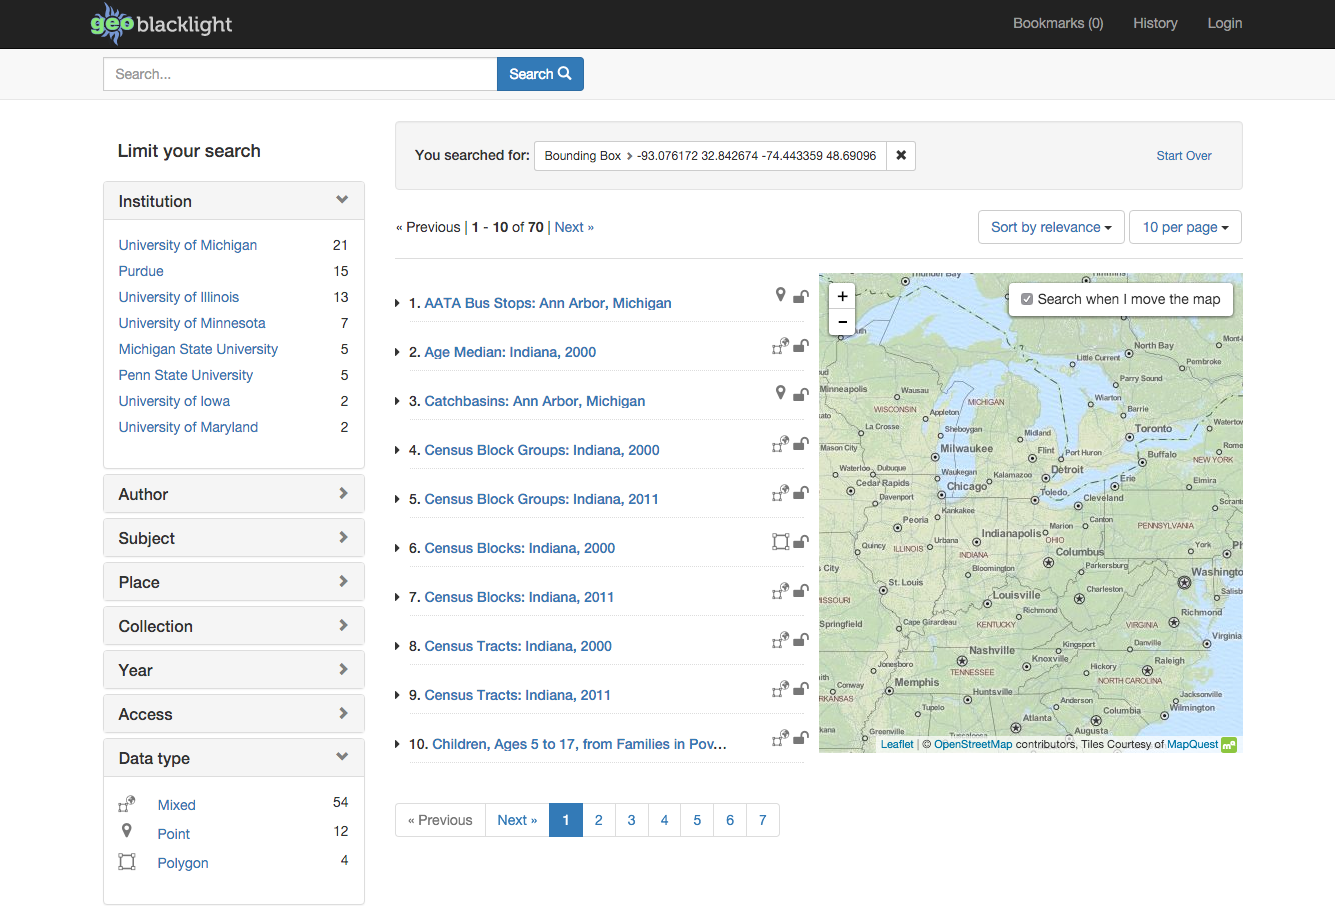 geoblacklight
Bookmarks (0) History Login
Search...
Search
Limit your search
Institution
University of Michigan 21
Purdue 15
University of Illinois 13
University of Minnesota 7
Michigan State University 5
Penn State University 5
University of Iowa 2
University of Maryland 2
Author
Subject
Place
Collection
Year
Access
Data type
Mixed 54
Point 12
Polygon 4
You searched for: Bounding Box > -93.076172 32.842674 -74.443359 48.69096 ✖
Start Over
« Previous | 1 - 10 of 70 | Next »
Sort by relevance
10 per page
1. AATA Bus Stops: Ann Arbor, Michigan
2. Age Median: Indiana, 2000
3. Catchbasins: Ann Arbor, Michigan
4. Census Block Groups: Indiana, 2000
5. Census Block Groups: Indiana, 2011
6. Census Blocks: Indiana, 2000
7. Census Blocks: Indiana, 2011
8. Census Tracts: Indiana, 2000
9. Census Tracts: Indiana, 2011
10. Children, Ages 5 to 17, from Families in Pov...
« Previous Next » 1 2 3 4 5 6 7
+
-
Search when I move the map
Thunder Bay
Timmins
North Bay
Little Current
Pembroke
Parry Sound
Minneapolis
Wausau
MICHIGAN
Wiarton
WISCONSIN
Appleton
Barrie
La Crosse
Sheboygan
Midland
Toronto
Mason City
Milwaukee
Flint
Port Huron
Buffalo
Rome
NEW YORK
Waterloo
Dubuque
Waukegan
Kalamazoo
Detroit
Cedar Rapids
Chicago
Toledo
Erie
Elmira
Davenport
Cleveland
Kankakee
Peoria
Marion
Canton
PENNSYLVANIA
Indianapolis
OHIO
Quincy
ILLINOIS
Urbana
INDIANA
Columbus
York
Bloomington
Parkersburg
St. Louis
Charleston
Louisville
Richmond
Richmond
Springfield
Cape Girardeau
KENTUCKY
VIRGINIA
Virginia
Nashville
Kingsport
Danville
Jonesboro
TENNESSEE
Knoxville
Hickory
Raleigh
NORTH CAROLINA
Conway
Memphis
Huntsville
Anderson
Jacksonville
Tupelo
Columbia
Wilmington
Atlanta
Augusta
Greenville
Leaflet | © OpenStreetMap contributors, Tiles Courtesy of MapQuest